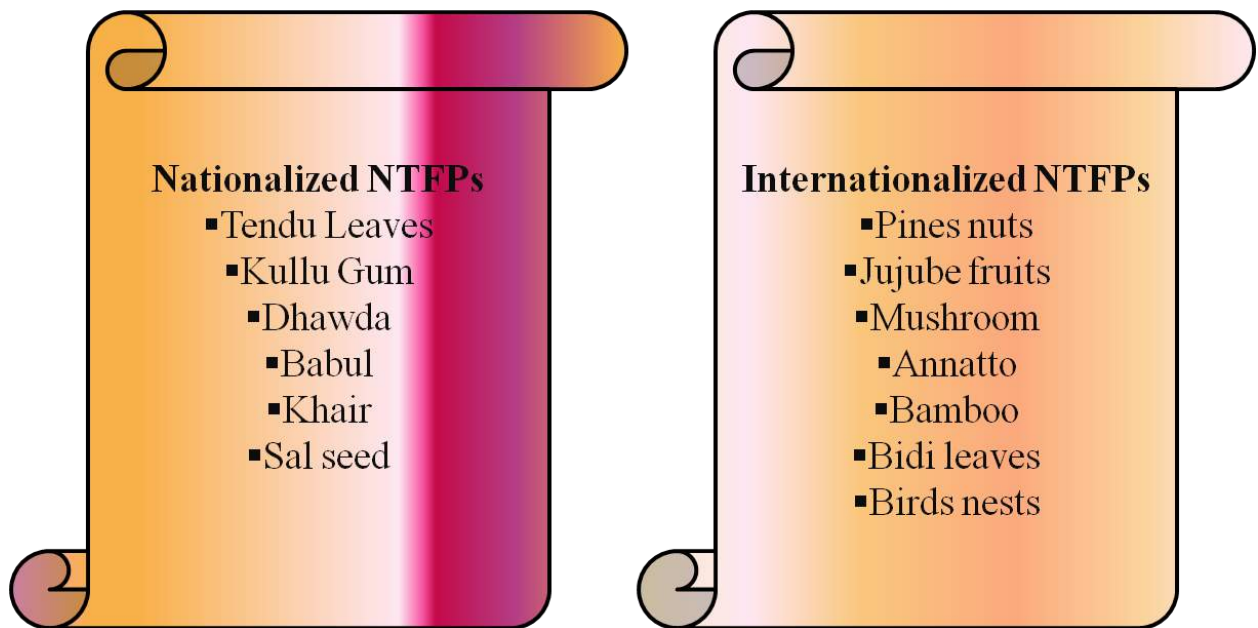 Nationalized NTFPs
▪Tendu Leaves
▪Kullu Gum
▪Dhawda
▪Babul
▪Khair
▪Sal seed
Internationalized NTFPs
▪Pines nuts
▪Jujube fruits
▪Mushroom
▪Annatto
▪Bamboo
▪Bidi leaves
▪Birds nests